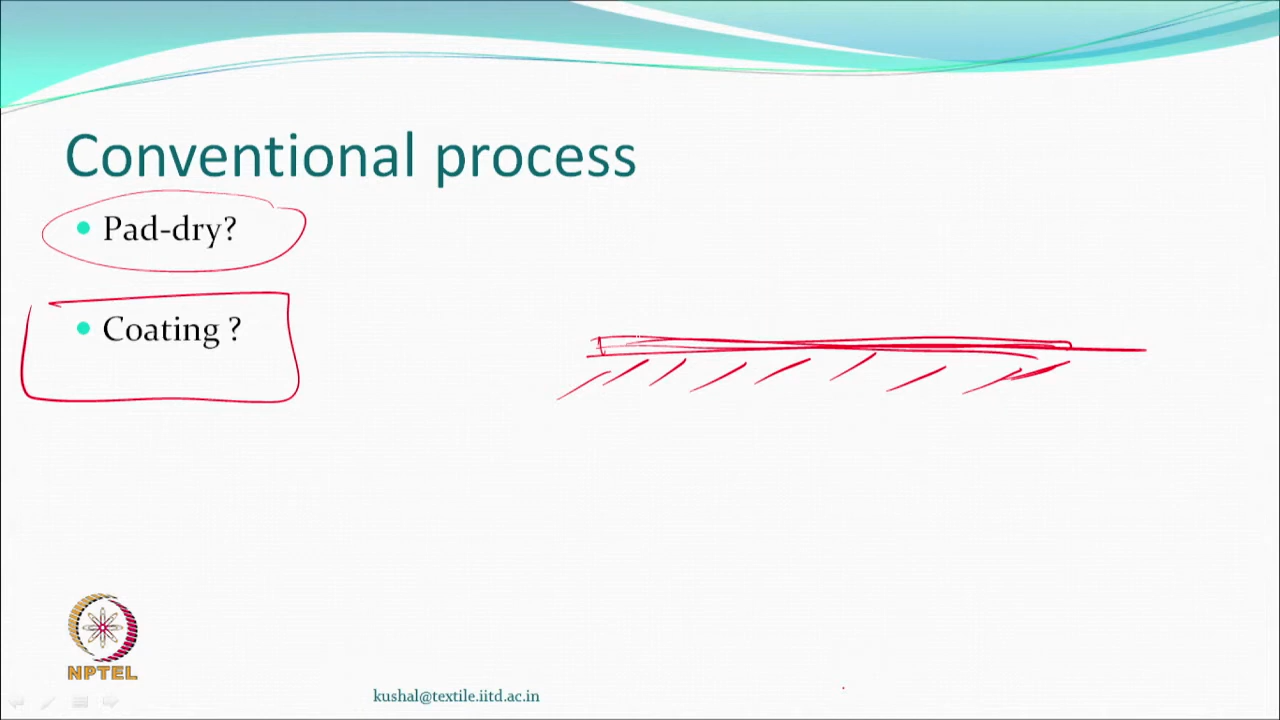 Conventional process
Pad-dry?
Coating ?
NPTEL
kushal@textile.iitd.ac.in